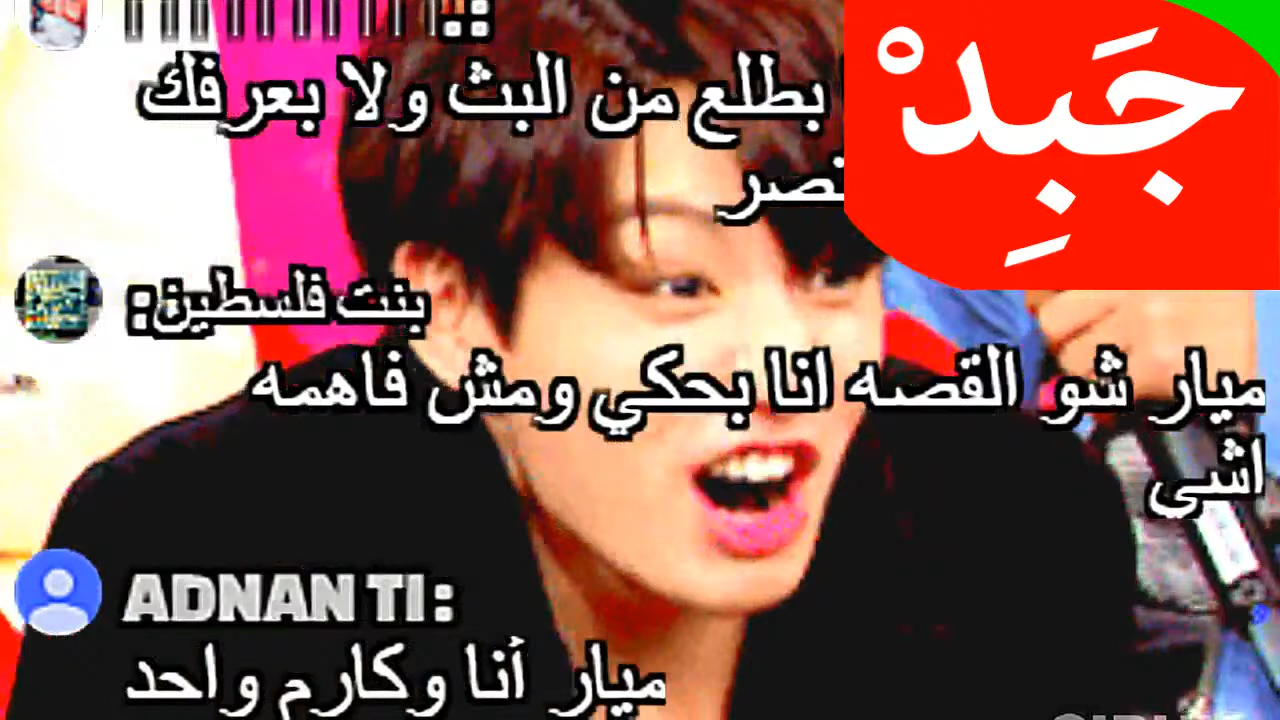 بطلع من البث ولا بعرفك
جَبِدْ
نصر
بنت فلسطين:
ميار شو القصه انا بحكي ومش فاهمه
اشي
ADNAN TI:
ميار أنا وكارم واحد